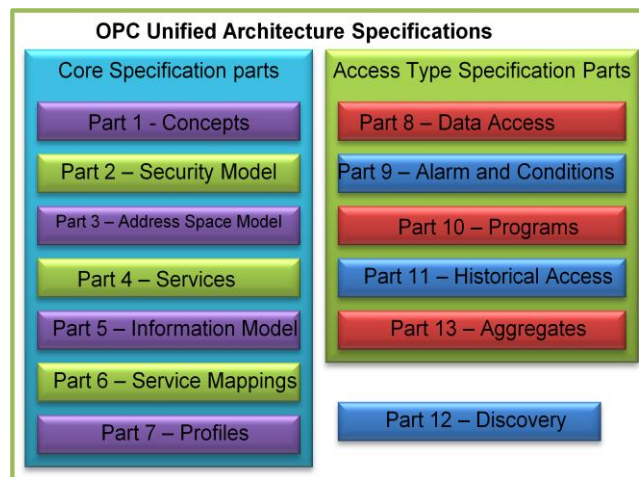 OPC Unified Architecture Specifications
Core Specification parts
Part 1 - Concepts
Part 2 – Security Model
Part 3 – Address Space Model
Part 4 – Services
Part 5 – Information Model
Part 6 – Service Mappings
Part 7 – Profiles
Access Type Specification Parts
Part 8 – Data Access
Part 9 – Alarm and Conditions
Part 10 – Programs
Part 11 – Historical Access
Part 13 – Aggregates
Part 12 – Discovery